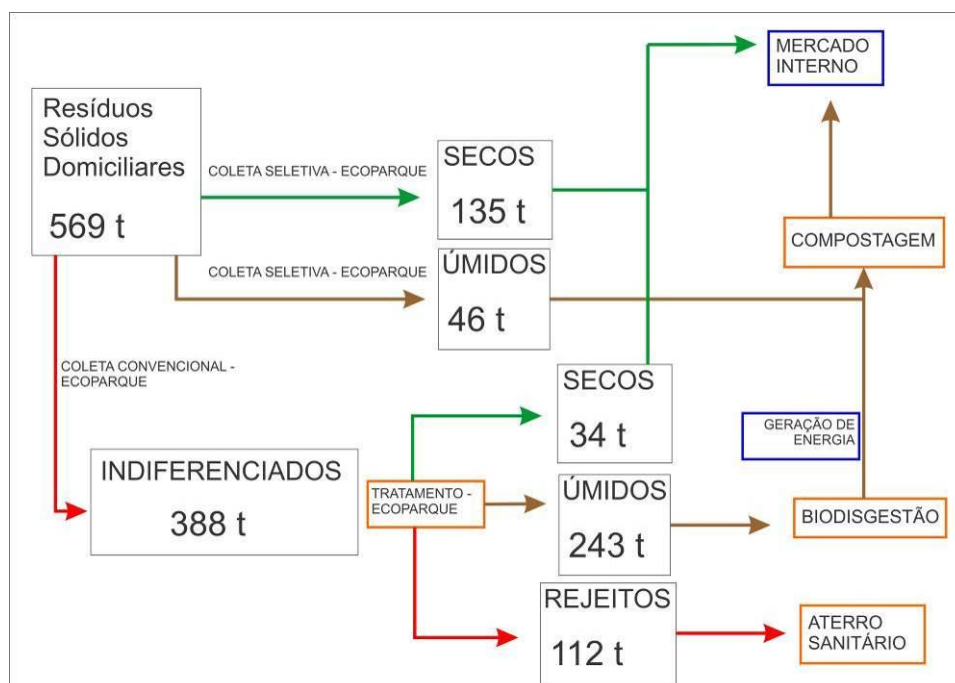 MERCADO
INTERNO
Resíduos
Sólidos
Domiciliares
569 t
COLETA SELETIVA - ECOPARQUE
SECOS
135 t
COMPOSTAGEM
COLETA SELETIVA - ECOPARQUE
ÚMIDOS
46 t
COLETA CONVENCIONAL -
ECOPARQUE
SECOS
34 t
GERAÇÃO DE
ENERGIA
INDIFERENCIADOS
388 t
TRATAMENTO -
ECOPARQUE
ÚMIDOS
243 t
BIODISGESTÃO
REJEITOS
112 t
ATERRO
SANITÁRIO